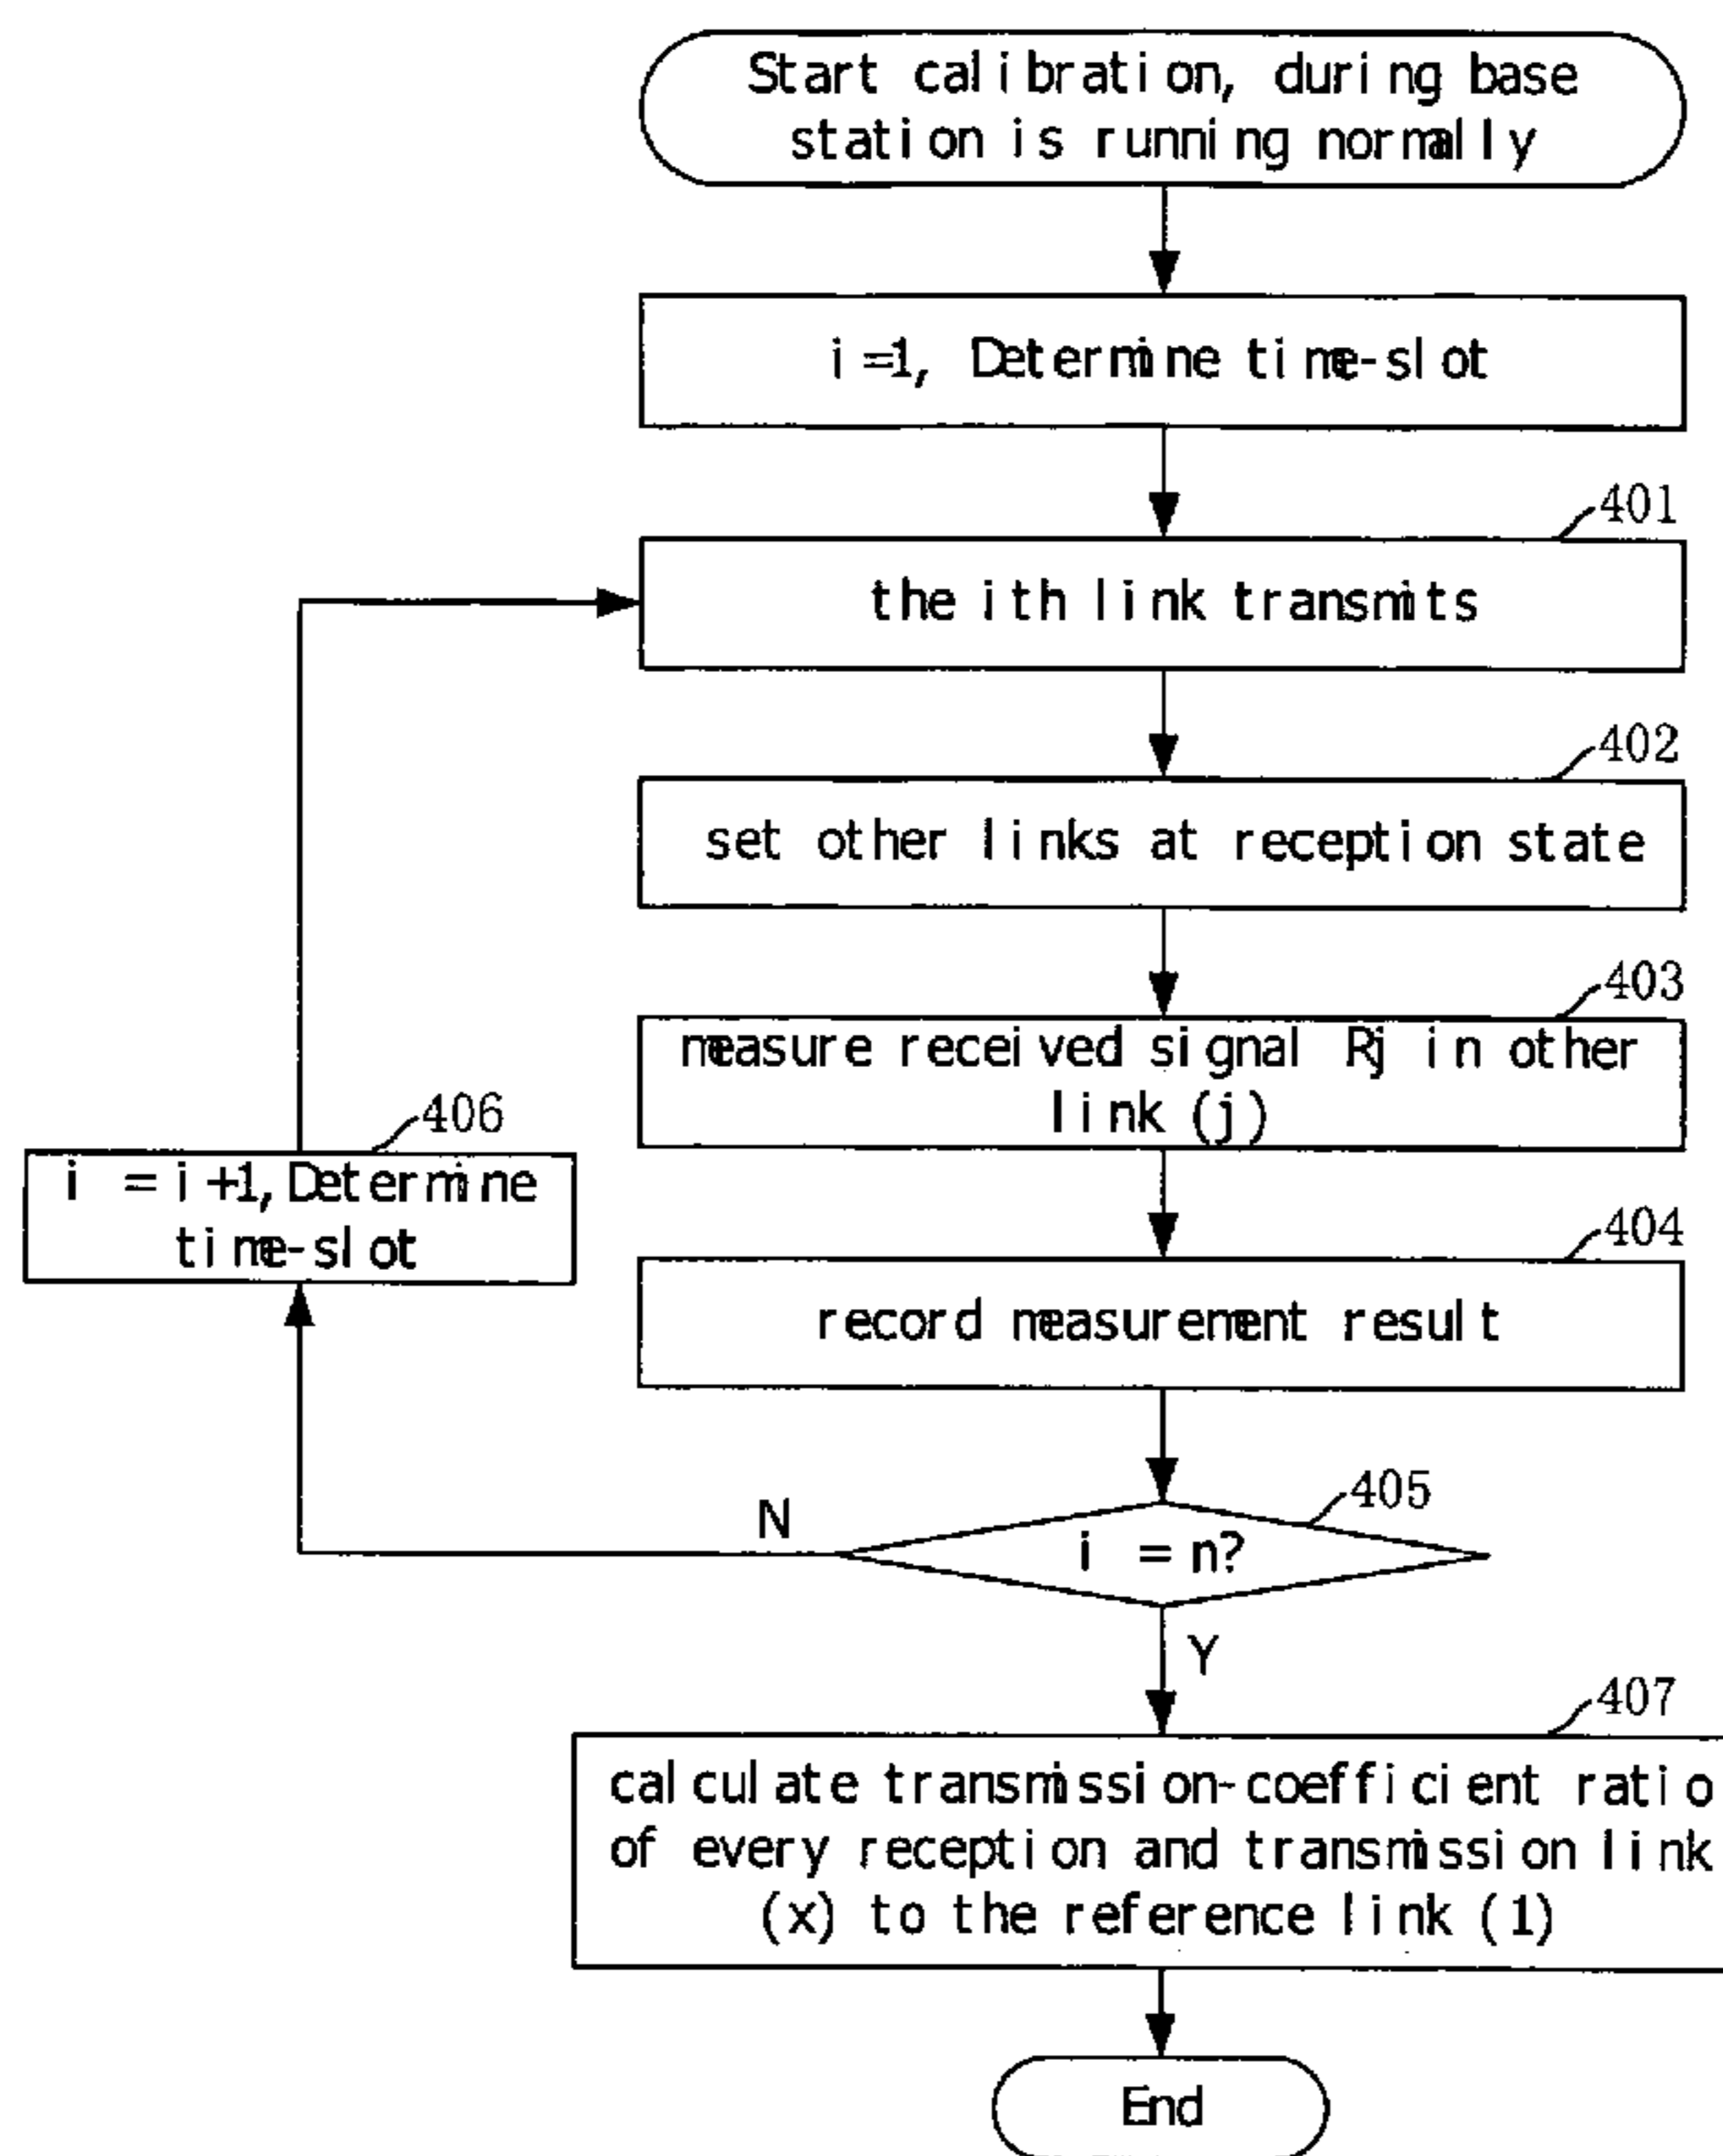 Start calibration, during base
station is running normally
i=1, Determine time-slot
401
the ith link transmits
402
set other links at reception state
403
measure received signal Rj in other
link (j)
406
i = i+1, Determine
time-slot
404
record measurement result
405
N
i = n?
Y
407
calculate transmission-coefficient ratio
of every reception and transmission link
(x) to the reference link (1)
End